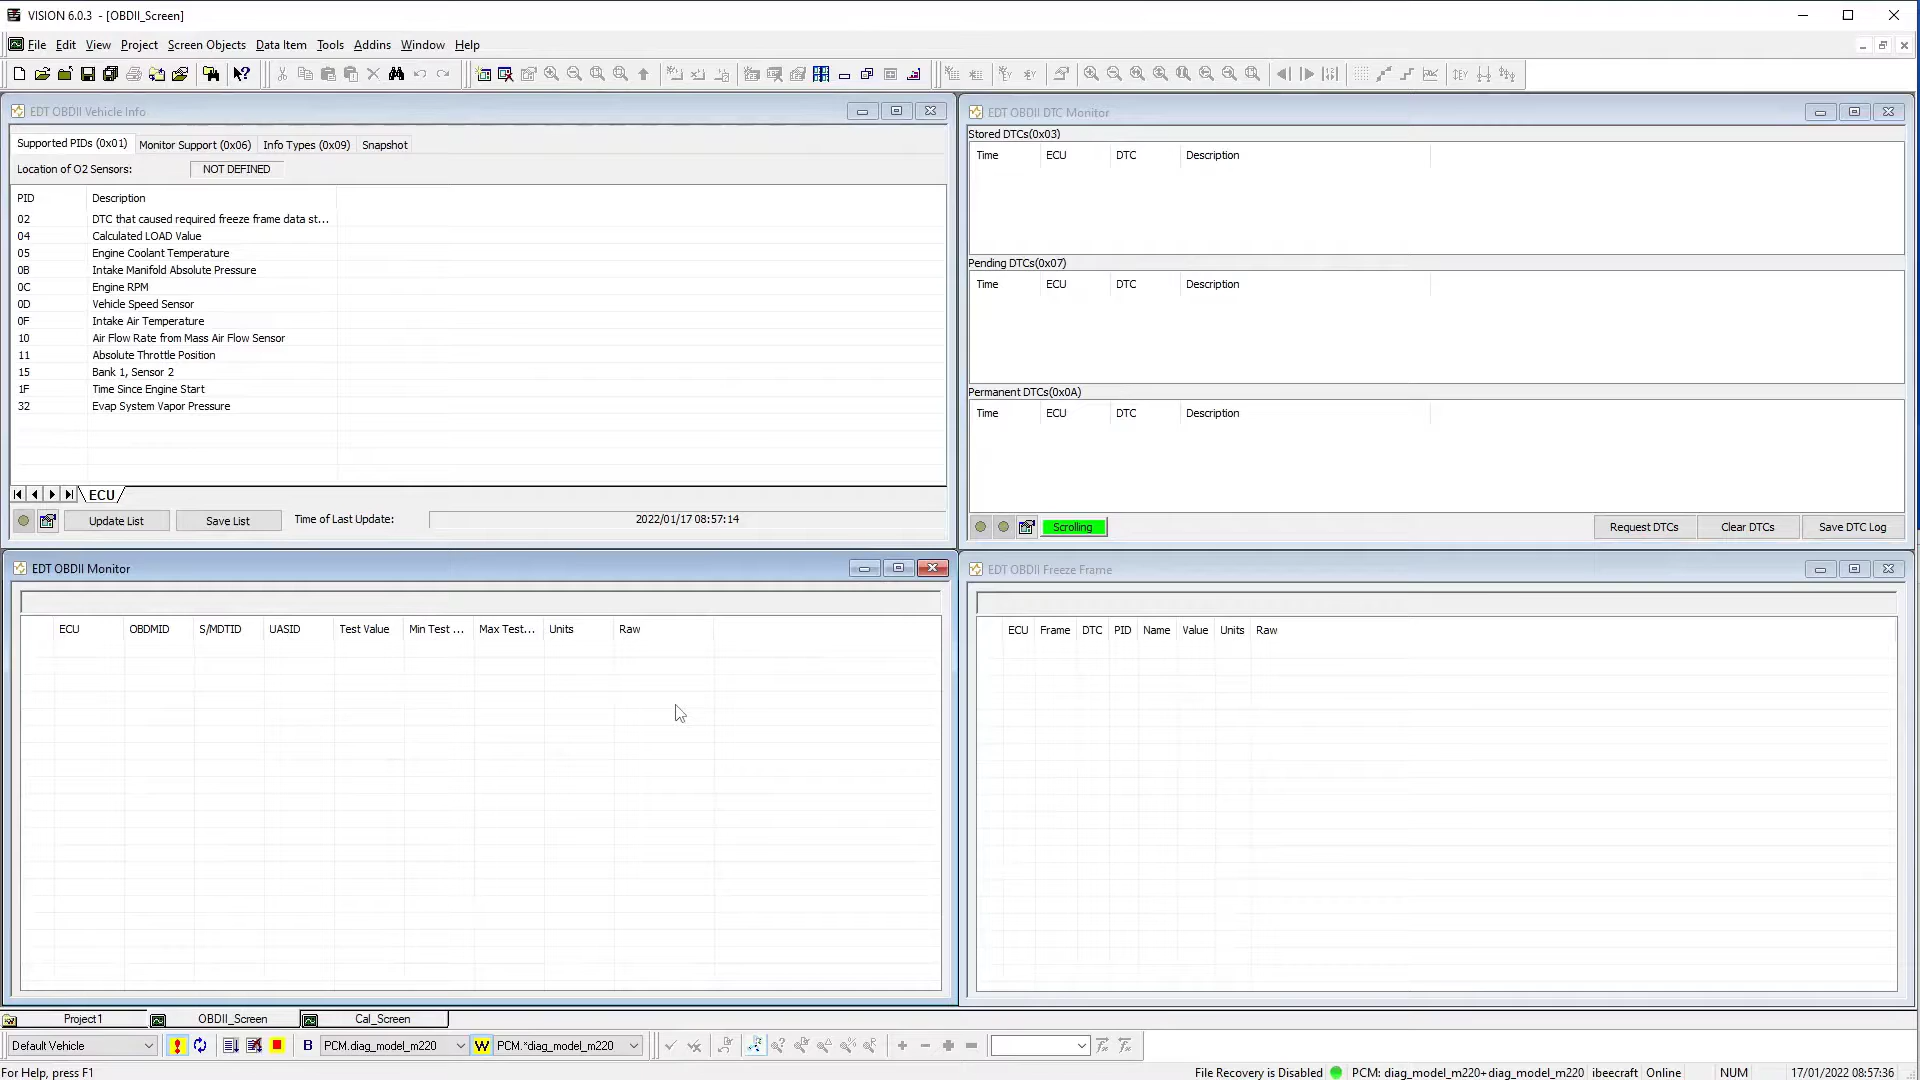 VISION 6.0.3 - [OBDII_Screen]
File Edit View Project Screen Objects Data Item Tools Addins Window Help
EDT OBDII Vehicle Info
Supported PIDs (0x01) Monitor Support (0x06) Info Types (0x09) Snapshot
Location of O2 Sensors: NOT DEFINED
PID Description
02 DTC that caused required freeze frame data st...
04 Calculated LOAD Value
05 Engine Coolant Temperature
0B Intake Manifold Absolute Pressure
0C Engine RPM
0D Vehicle Speed Sensor
0F Intake Air Temperature
10 Air Flow Rate from Mass Air Flow Sensor
11 Absolute Throttle Position
15 Bank 1, Sensor 2
1F Time Since Engine Start
32 Evap System Vapor Pressure
ECU
Update List Save List Time of Last Update: 2022/01/17 08:57:14
EDT OBDII DTC Monitor
Stored DTCs(0x03)
Time ECU DTC Description
Pending DTCs(0x07)
Time ECU DTC Description
Permanent DTCs(0x0A)
Time ECU DTC Description
Scrolling Request DTCs Clear DTCs Save DTC Log
EDT OBDII Monitor
ECU OBDMID S/MDTID UASID Test Value Min Test ... Max Test... Units Raw
EDT OBDII Freeze Frame
ECU Frame DTC PID Name Value Units Raw
Project1 OBDII_Screen Cal_Screen
Default Vehicle B PCM.diag_model_m220 W PCM.*diag_model_m220
For Help, press F1 File Recovery is Disabled PCM: diag_model_m220+diag_model_m220 ibeecraft Online NUM 17/01/2022 08:57:36